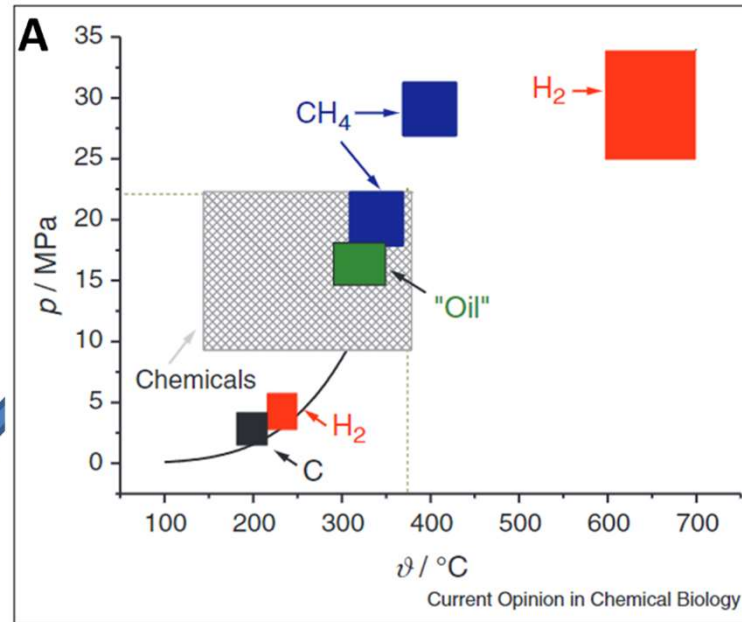 A
35
30
25
20
15
10
5
0
p / MPa
CH₄
H₂
"Oil"
Chemicals
H₂
C
100 200 300 400 500 600 700
ϑ / °C
Current Opinion in Chemical Biology